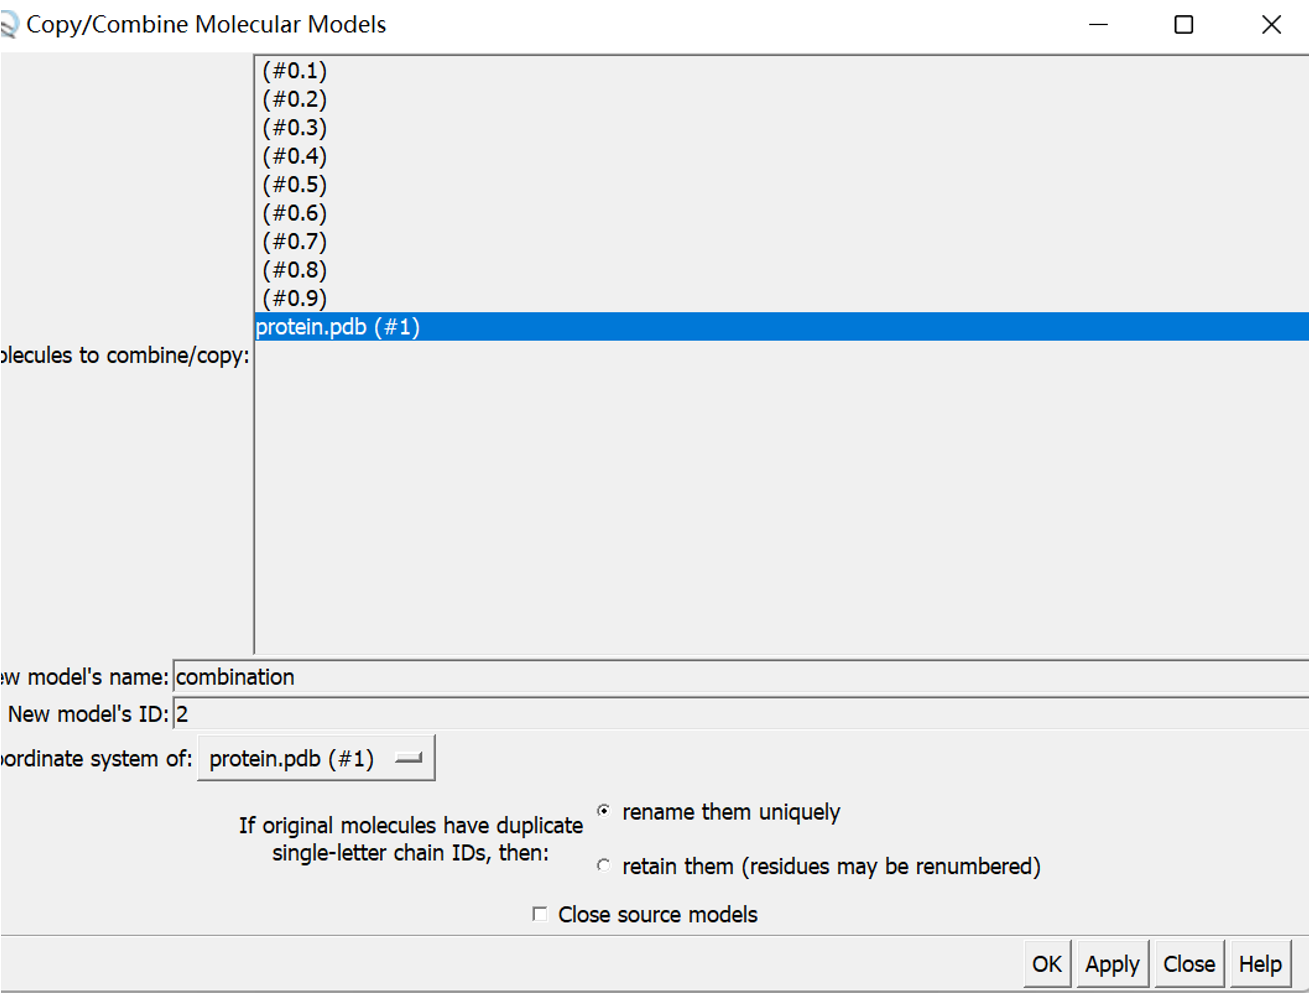 Copy/Combine Molecular Models
(#0.1)
(#0.2)
(#0.3)
(#0.4)
(#0.5)
(#0.6)
(#0.7)
(#0.8)
(#0.9)
protein.pdb (#1)
olecules to combine/copy:
ew model's name: combination
New model's ID: 2
oordinate system of: protein.pdb (#1)
If original molecules have duplicate
single-letter chain IDs, then:
rename them uniquely
retain them (residues may be renumbered)
Close source models
OK Apply Close Help